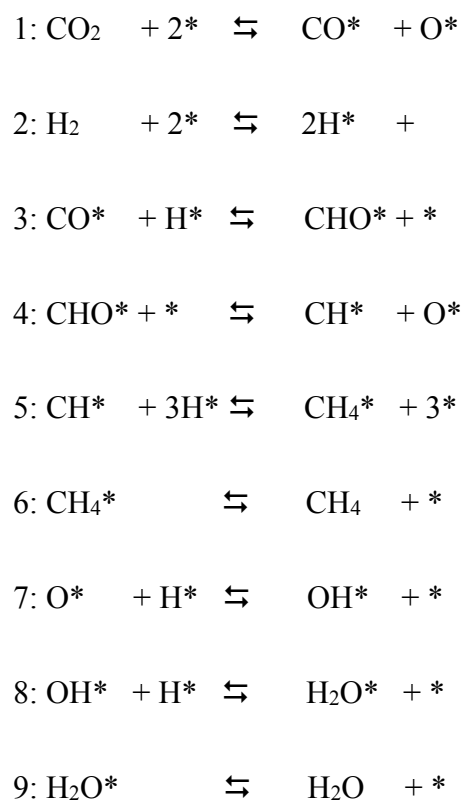 1: CO₂ + 2* ⇆ CO* + O*
2: H₂ + 2* ⇆ 2H* +
3: CO* + H* ⇆ CHO* + *
4: CHO* + * ⇆ CH* + O*
5: CH* + 3H* ⇆ CH₄* + 3*
6: CH₄* ⇆ CH₄ + *
7: O* + H* ⇆ OH* + *
8: OH* + H* ⇆ H₂O* + *
9: H₂O* ⇆ H₂O + *